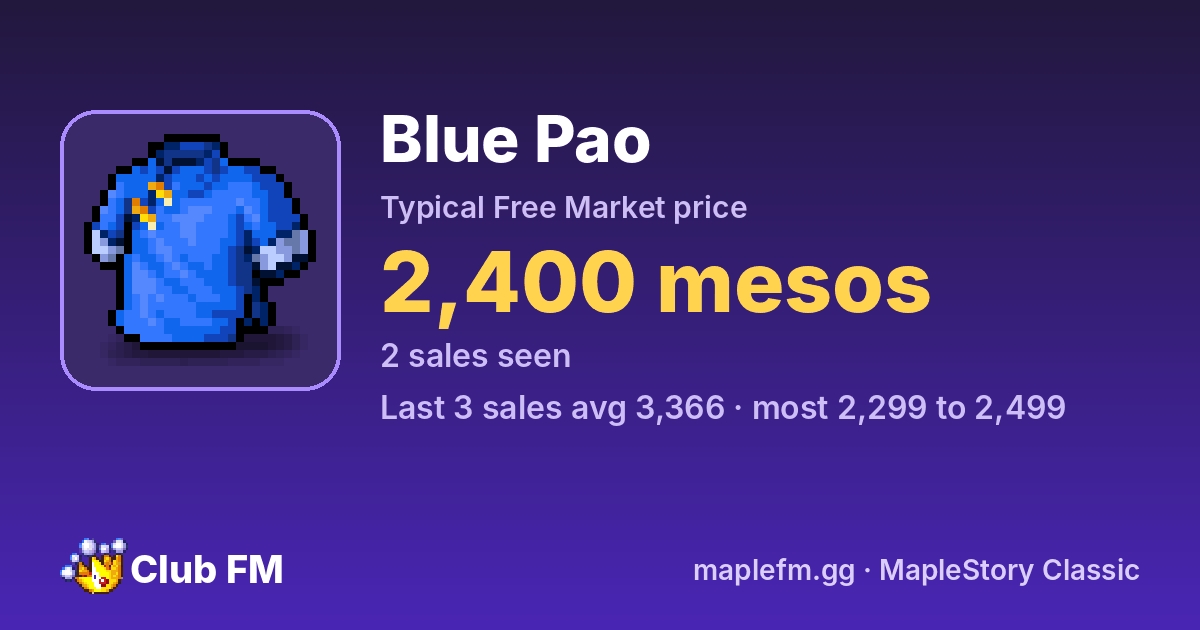 Blue Pao
Typical Free Market price
2,400 mesos
2 sales seen
Last 3 sales avg 3,366 · most 2,299 to 2,499
Club FM
maplefm.gg · MapleStory Classic